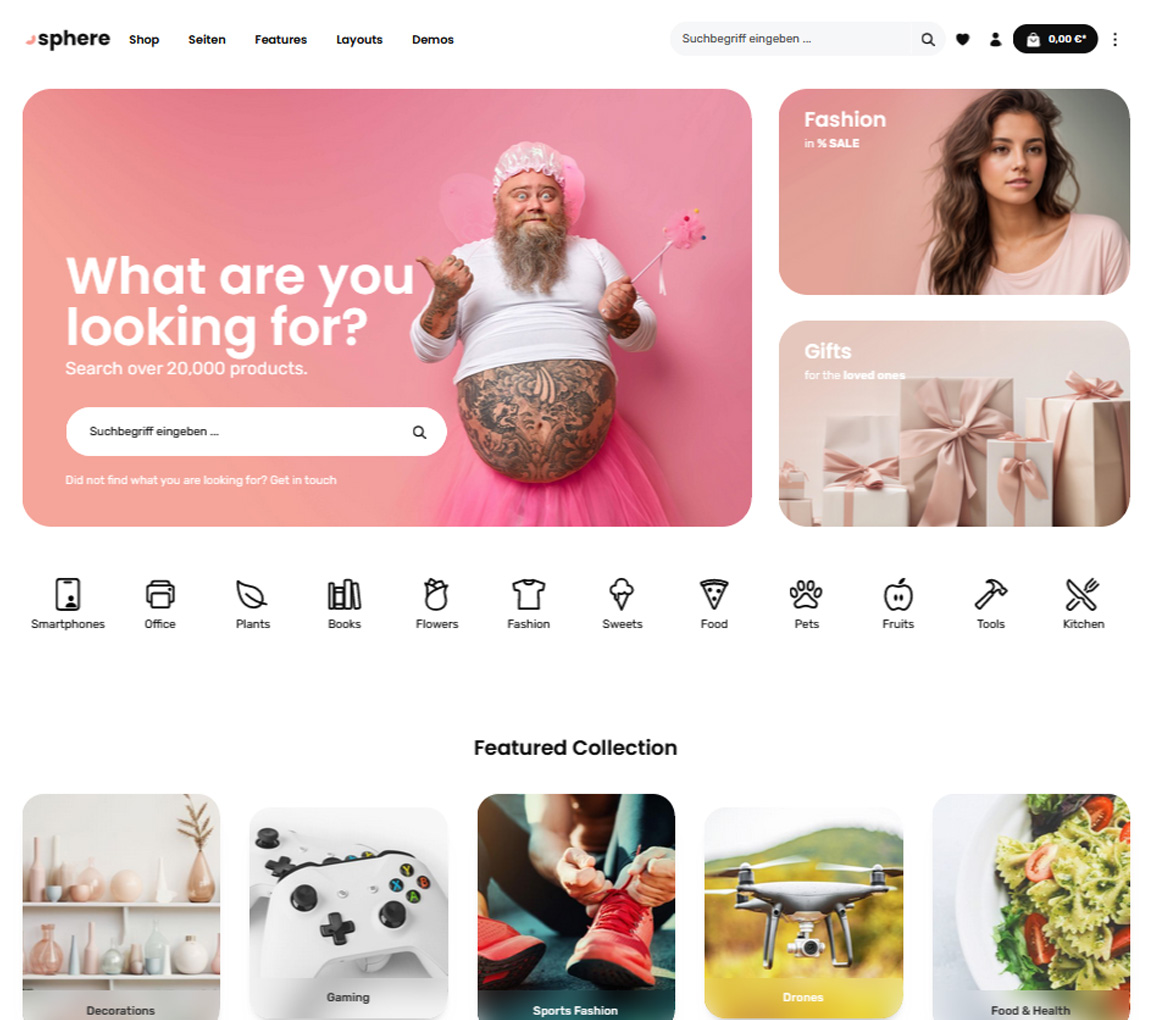 sphere
Shop Seiten Features Layouts Demos
Suchbegriff eingeben ...
0,00 €*
What are you
looking for?
Search over 20,000 products.
Suchbegriff eingeben ...
Did not find what you are looking for? Get in touch
Fashion
in % SALE
Gifts
for the loved ones
Smartphones Office Plants Books Flowers Fashion Sweets Food Pets Fruits Tools Kitchen
Featured Collection
Decorations
Gaming
Y
X
B
A
Sports Fashion
Drones
Food & Health